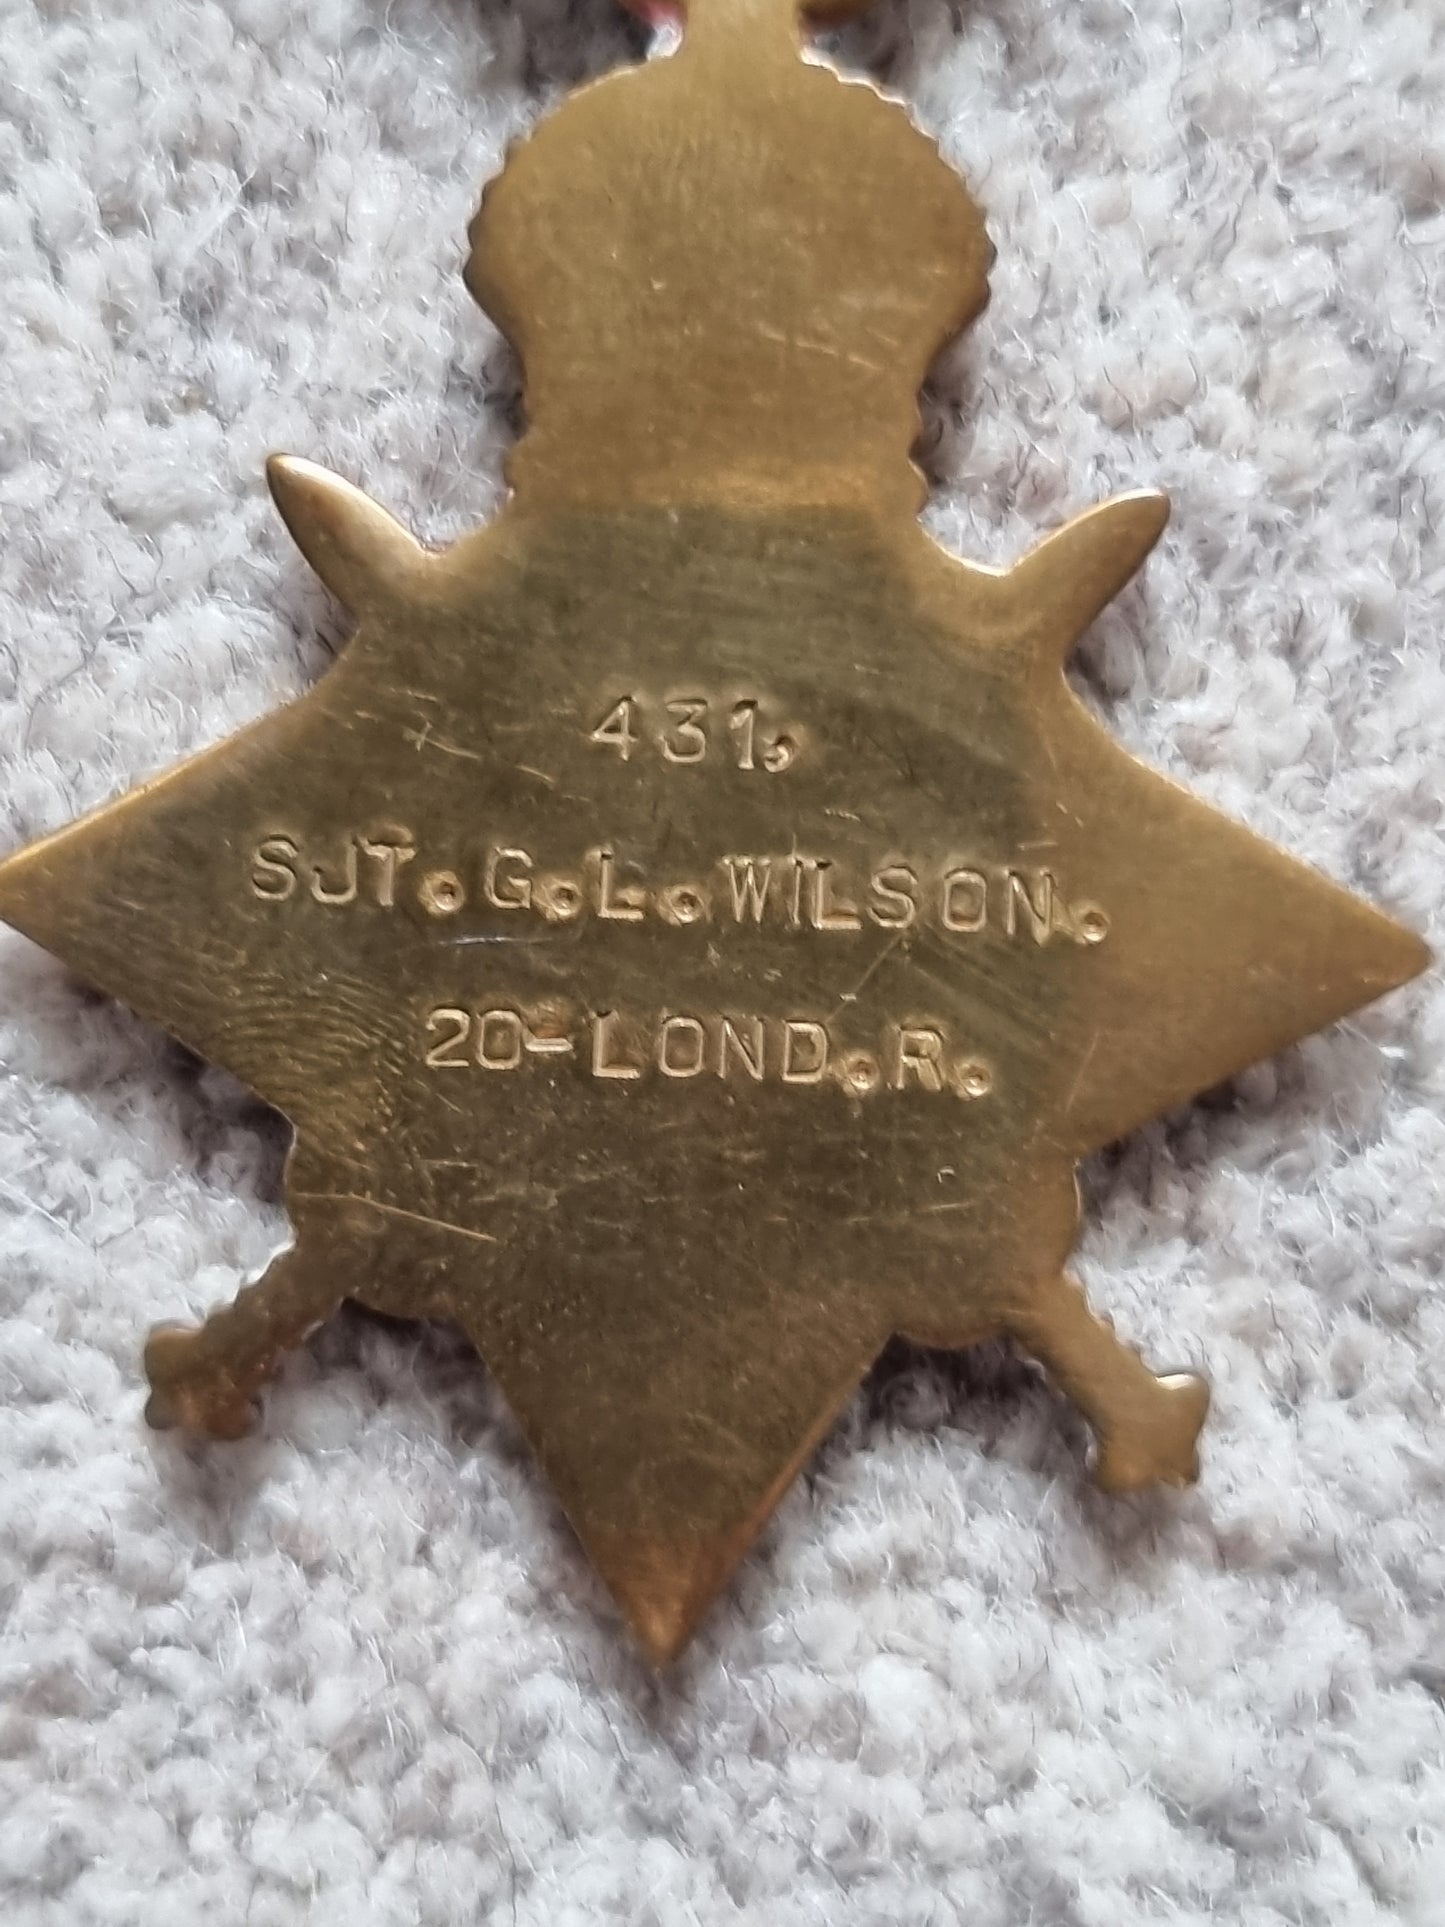 431,
SJT. G. L. WILSON.
20-LOND. R.